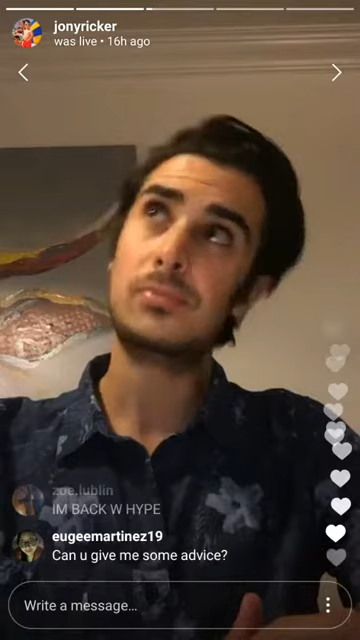 jonyricker
was live • 16h ago
zoe.lublin
IM BACK W HYPE
eugeemartinez19
Can u give me some advice?
Write a message...